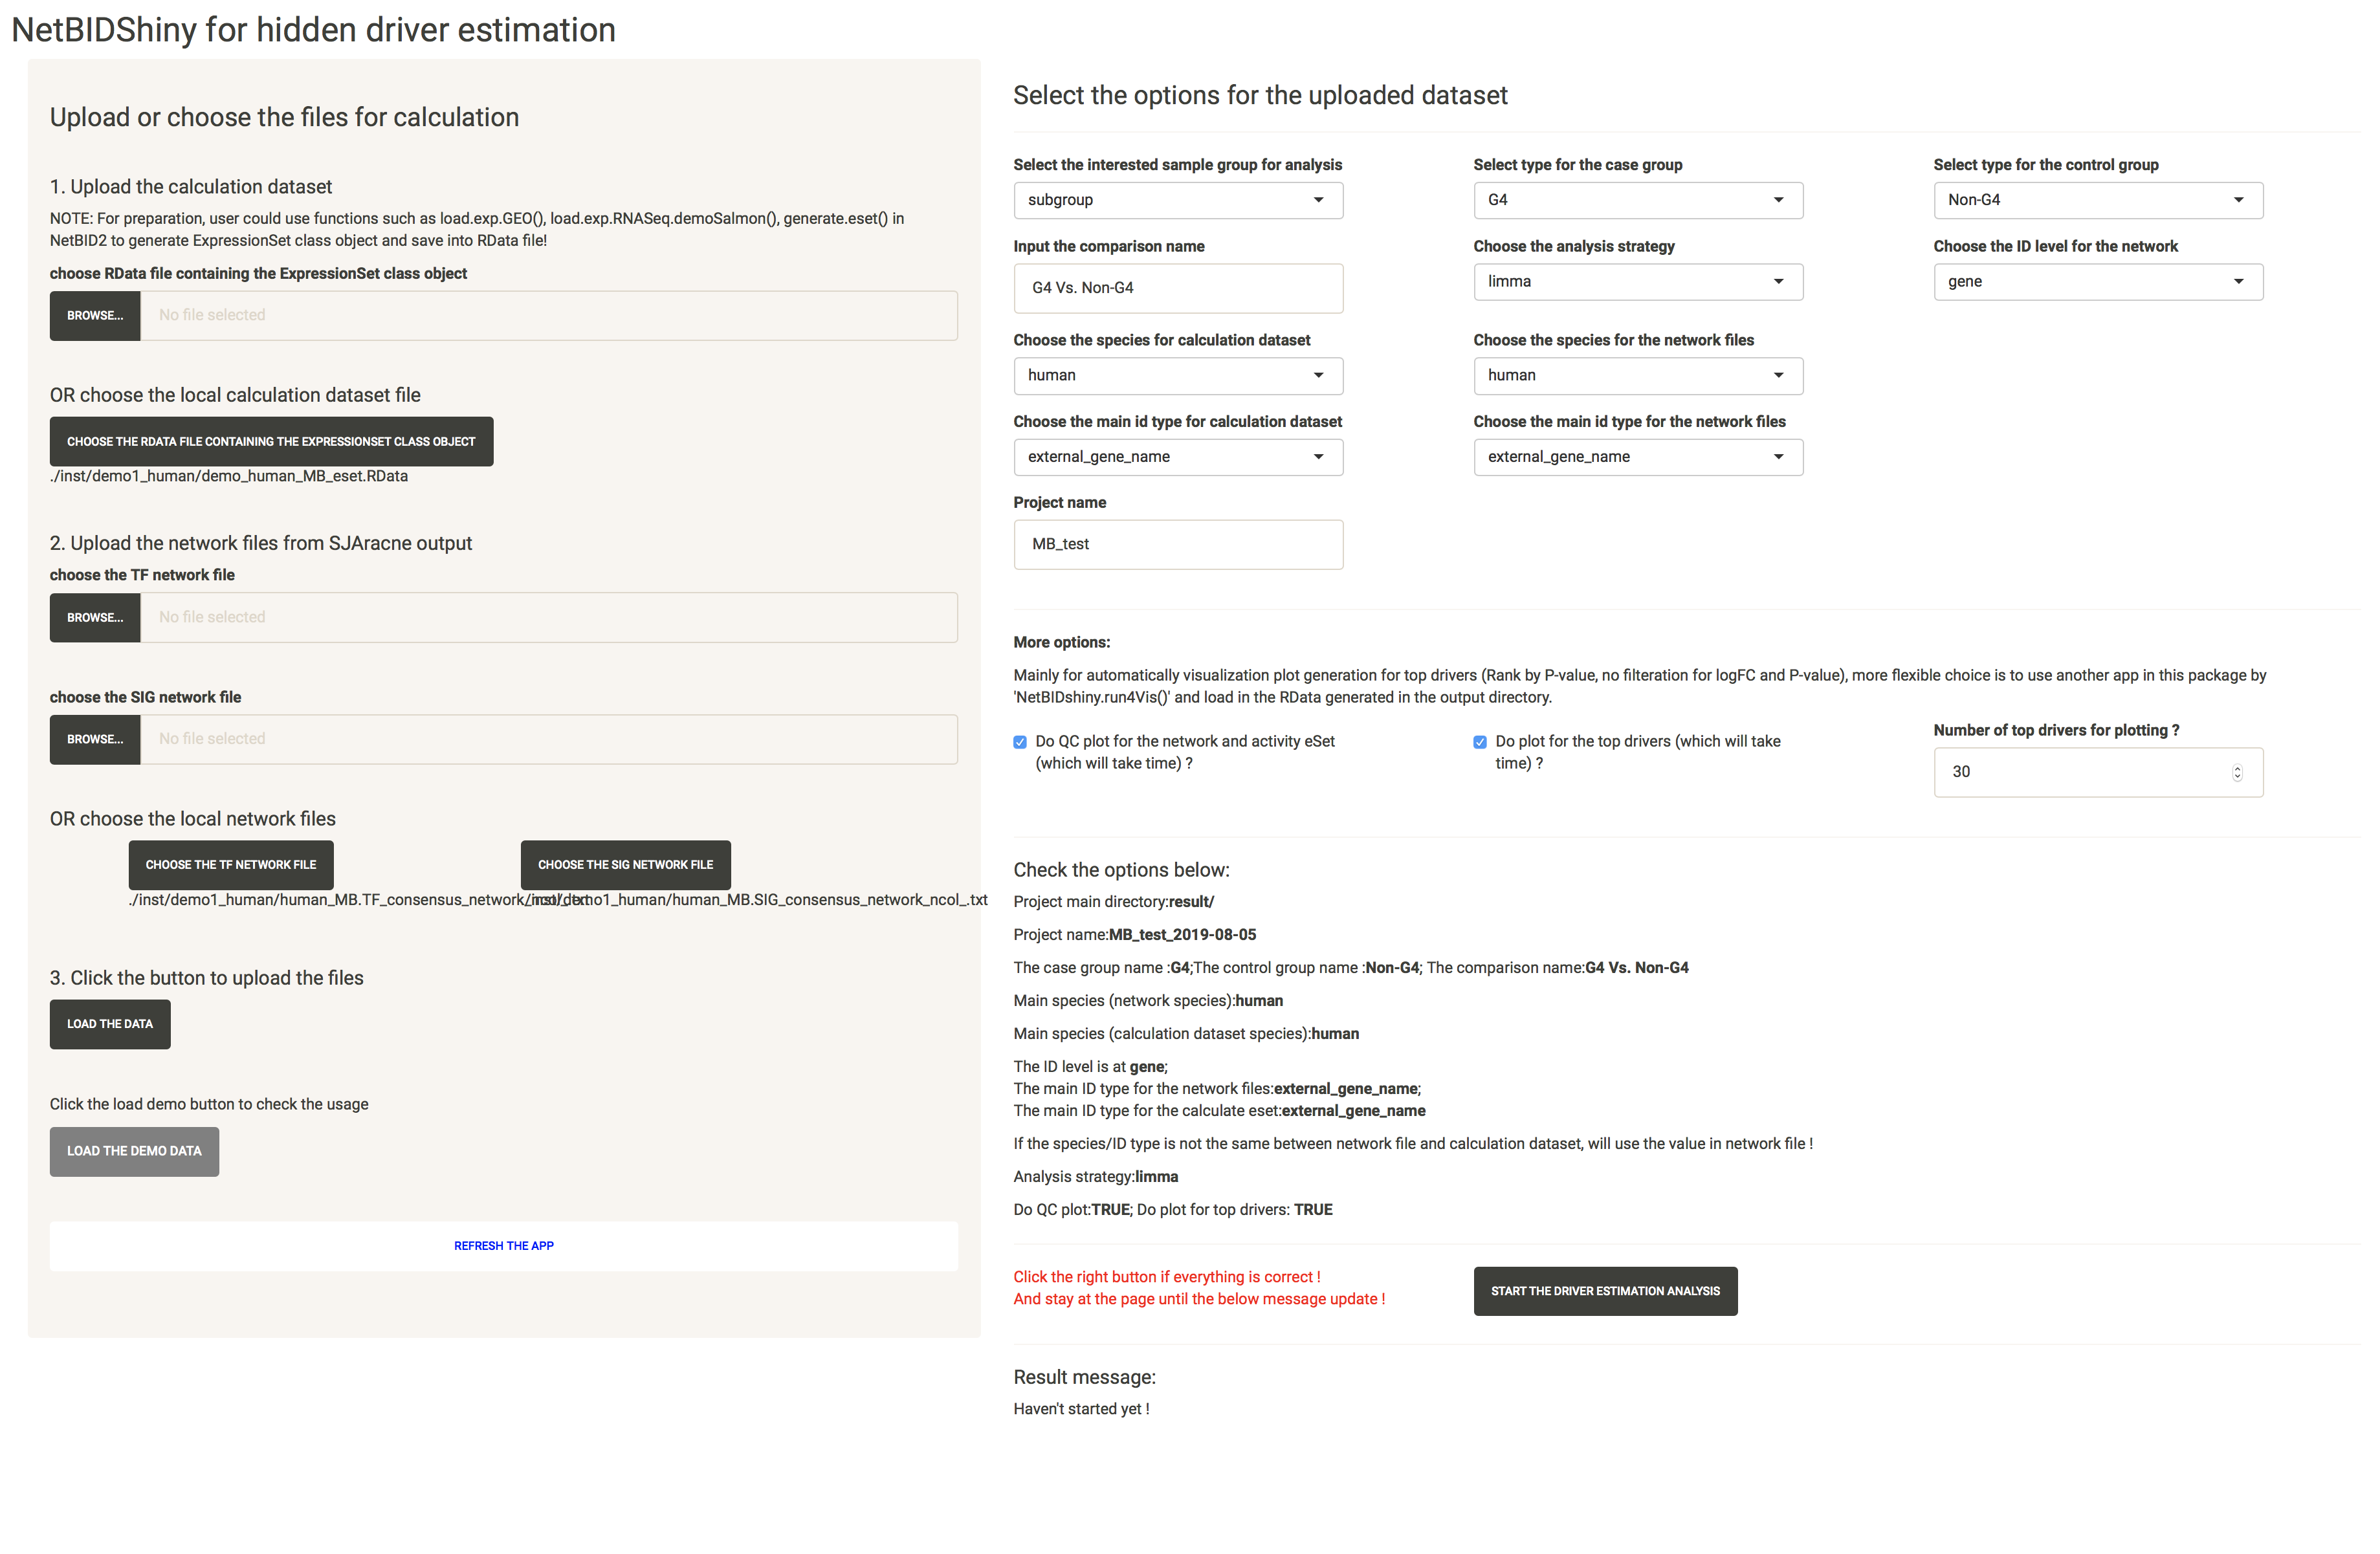 NetBIDShiny for hidden driver estimation
Upload or choose the files for calculation
1. Upload the calculation dataset
NOTE: For preparation, user could use functions such as load.exp.GEO(), load.exp.RNASeq.demoSalmon(), generate.eset() in
NetBID2 to generate ExpressionSet class object and save into RData file!
choose RData file containing the ExpressionSet class object
BROWSE... No file selected
OR choose the local calculation dataset file
CHOOSE THE RDATA FILE CONTAINING THE EXPRESSIONSET CLASS OBJECT
./inst/demo1_human/demo_human_MB_eset.RData
2. Upload the network files from SJAracne output
choose the TF network file
BROWSE... No file selected
choose the SIG network file
BROWSE... No file selected
OR choose the local network files
CHOOSE THE TF NETWORK FILE CHOOSE THE SIG NETWORK FILE
./inst/demo1_human/human_MB.TF_consensus_network_ncol_.txt ./inst/demo1_human/human_MB.SIG_consensus_network_ncol_.txt
3. Click the button to upload the files
LOAD THE DATA
Click the load demo button to check the usage
LOAD THE DEMO DATA
REFRESH THE APP
Select the options for the uploaded dataset
Select the interested sample group for analysis Select type for the case group Select type for the control group
subgroup G4 Non-G4
Input the comparison name Choose the analysis strategy Choose the ID level for the network
G4 Vs. Non-G4 limma gene
Choose the species for calculation dataset Choose the species for the network files
human human
Choose the main id type for calculation dataset Choose the main id type for the network files
external_gene_name external_gene_name
Project name
MB_test
More options:
Mainly for automatically visualization plot generation for top drivers (Rank by P-value, no filteration for logFC and P-value), more flexible choice is to use another app in this package by
'NetBIDshiny.run4Vis()' and load in the RData generated in the output directory.
Do QC plot for the network and activity eSet
(which will take time) ?
Do plot for the top drivers (which will take
time) ?
Number of top drivers for plotting ?
30
Check the options below:
Project main directory:result/
Project name:MB_test_2019-08-05
The case group name :G4;The control group name :Non-G4; The comparison name:G4 Vs. Non-G4
Main species (network species):human
Main species (calculation dataset species):human
The ID level is at gene;
The main ID type for the network files:external_gene_name;
The main ID type for the calculate eset:external_gene_name
If the species/ID type is not the same between network file and calculation dataset, will use the value in network file !
Analysis strategy:limma
Do QC plot:TRUE; Do plot for top drivers: TRUE
Click the right button if everything is correct !
And stay at the page until the below message update !
START THE DRIVER ESTIMATION ANALYSIS
Result message:
Haven't started yet !